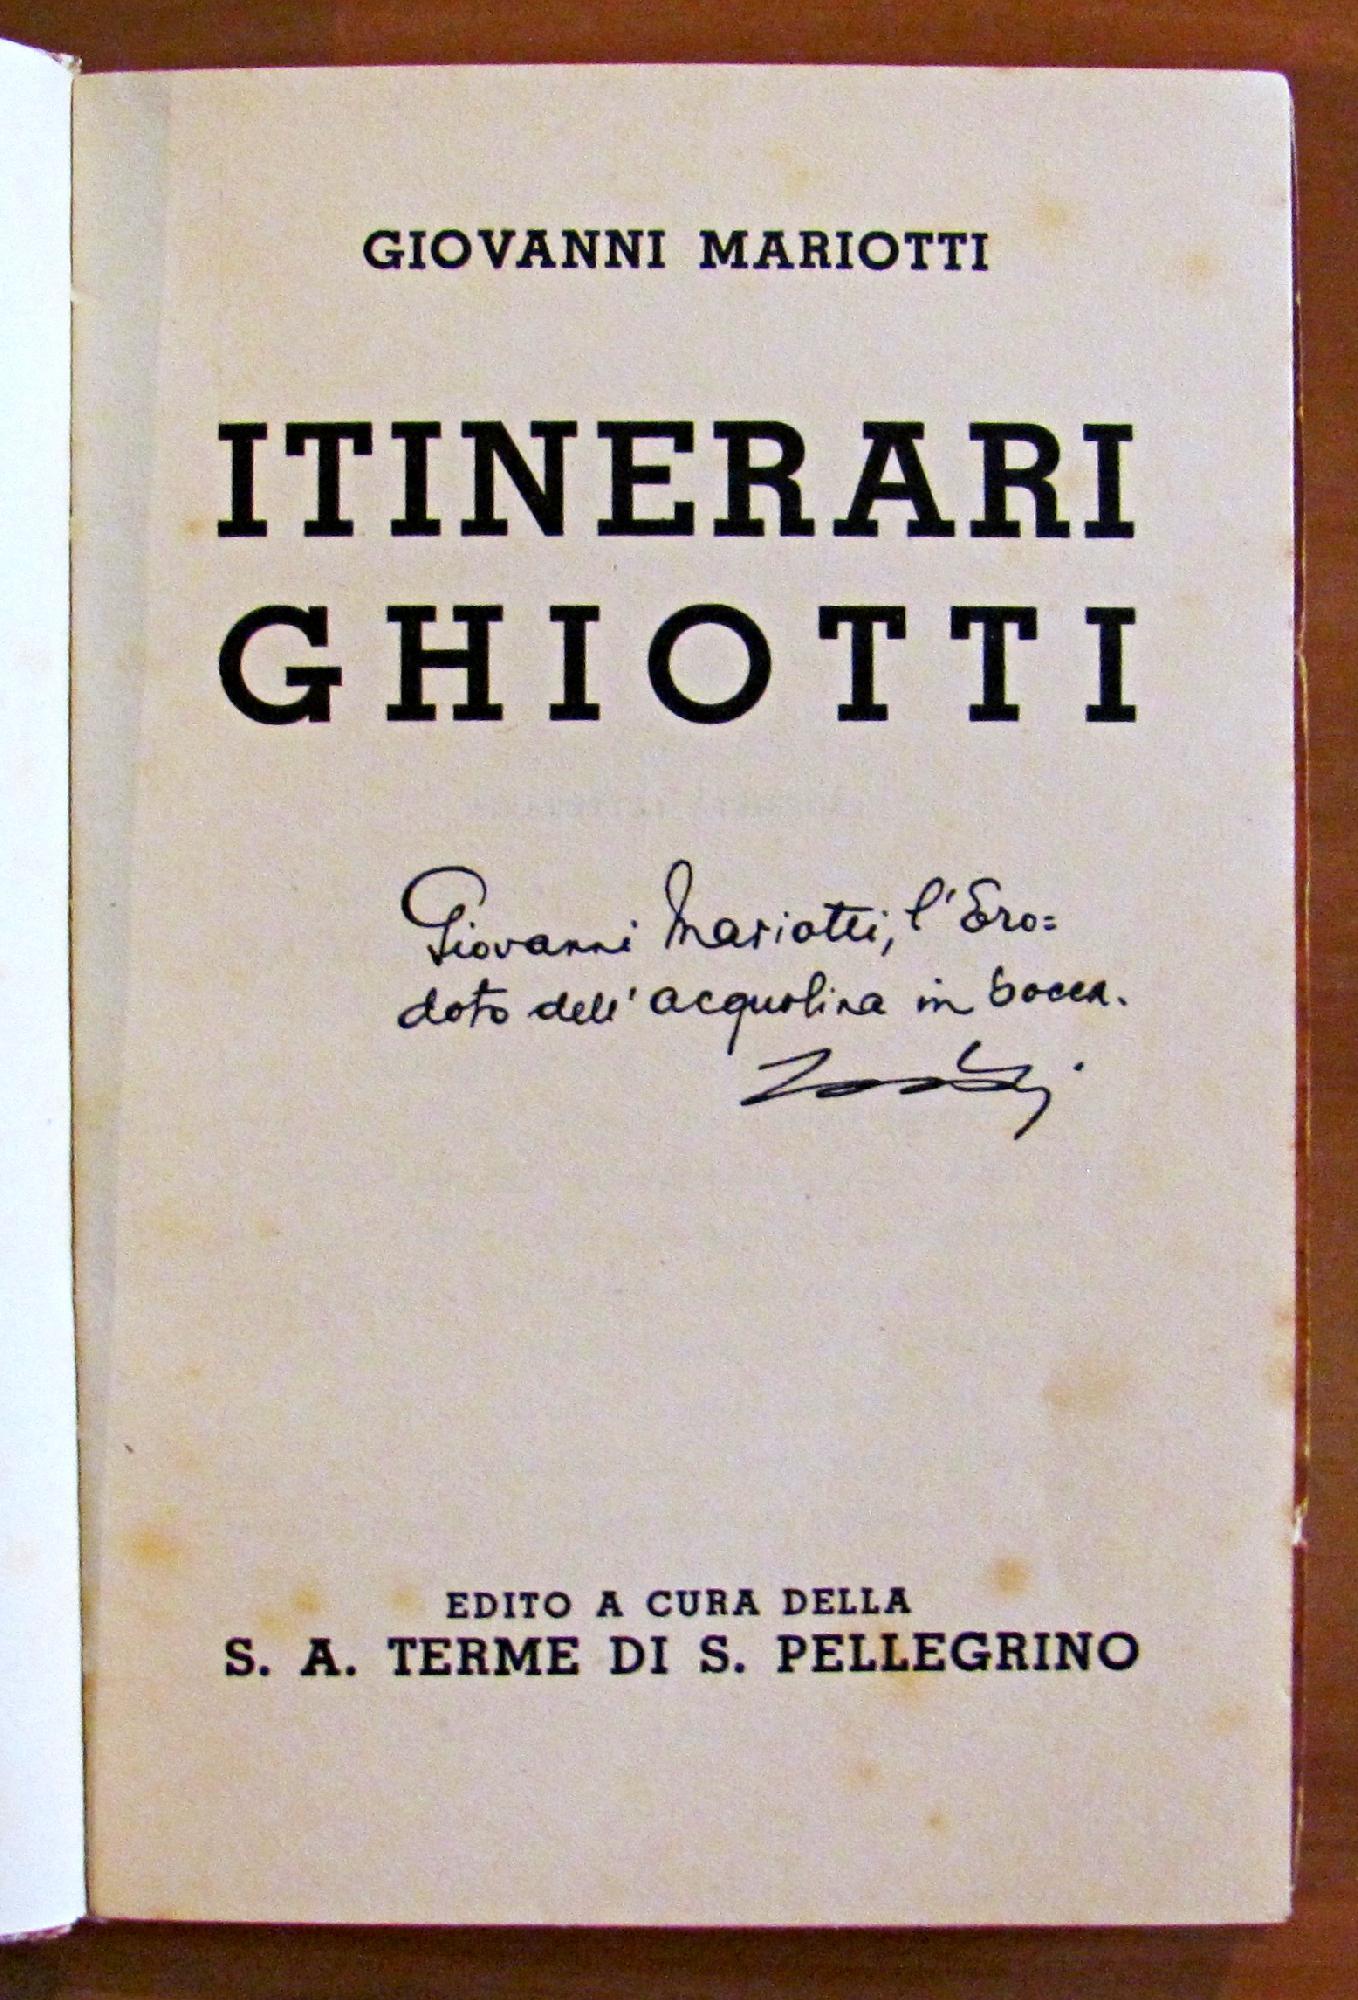 GIOVANNI MARIOTTI
ITINERARI
GHIOTTI
Giovanni Mariotti, l'Ero=
doto dell'acquolina in bocca.
EDITO A CURA DELLA
S. A. TERME DI S. PELLEGRINO